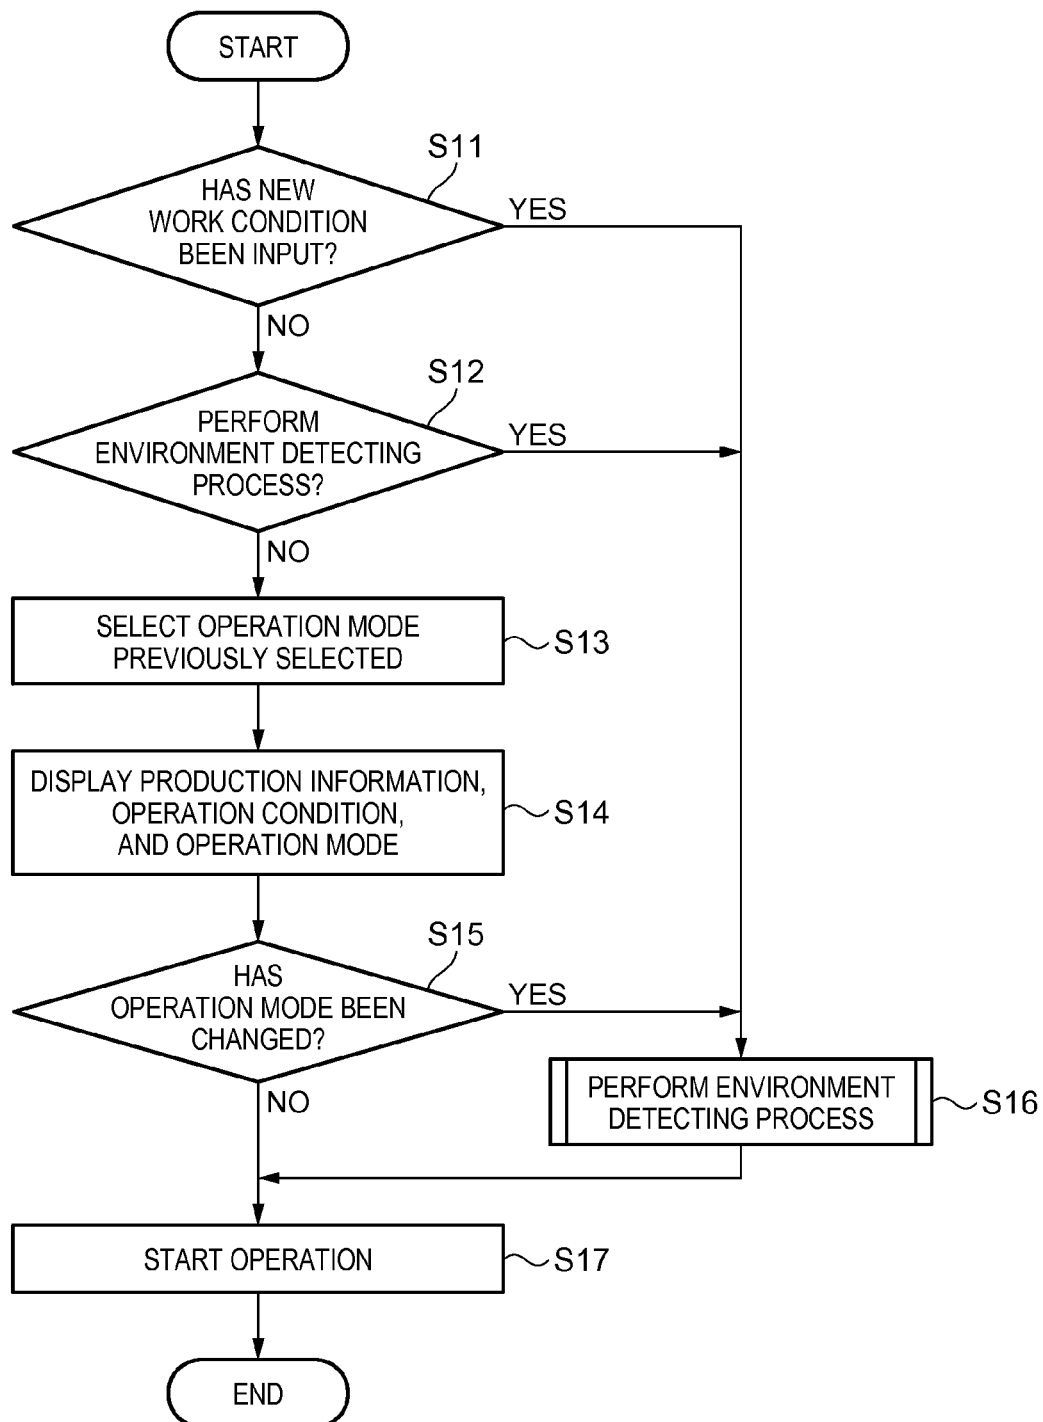 START
S11
HAS NEW
WORK CONDITION
BEEN INPUT?
YES
NO
S12
PERFORM
ENVIRONMENT DETECTING
PROCESS?
YES
NO
SELECT OPERATION MODE
PREVIOUSLY SELECTED
S13
DISPLAY PRODUCTION INFORMATION,
OPERATION CONDITION,
AND OPERATION MODE
S14
S15
HAS
OPERATION MODE BEEN
CHANGED?
YES
NO
PERFORM ENVIRONMENT
DETECTING PROCESS
S16
START OPERATION
S17
END